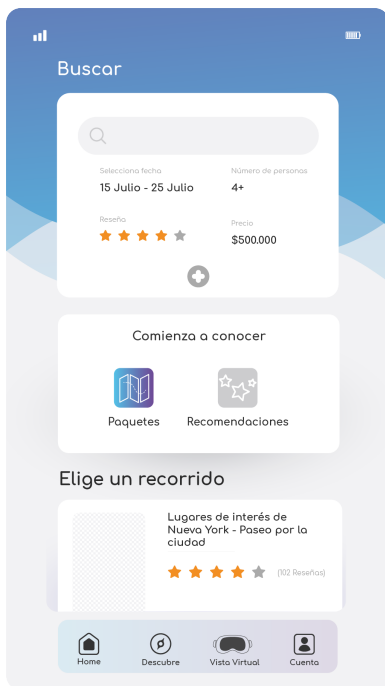 Buscar
Selecciona fecha
Número de personas
15 Julio - 25 Julio
4+
Reseña
Precio
$500.000
Comienza a conocer
Paquetes
Recomendaciones
Elige un recorrido
Lugares de interés de
Nueva York - Paseo por la
ciudad
(102 Reseñas)
Home
Descubre
Vista Virtual
Cuenta